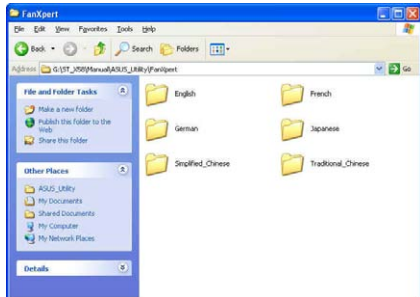 FanXpert
File Edit View Favorites Tools Help
Back Search Folders
Address G:\ST_X58\Manual\ASUS_Utility\FanXpert Go
File and Folder Tasks
Make a new folder
Publish this folder to the
Web
Share this folder
Other Places
ASUS_Utility
My Documents
Shared Documents
My Computer
My Network Places
Details
English French
German Japanese
Simplified_Chinese Traditional_Chinese